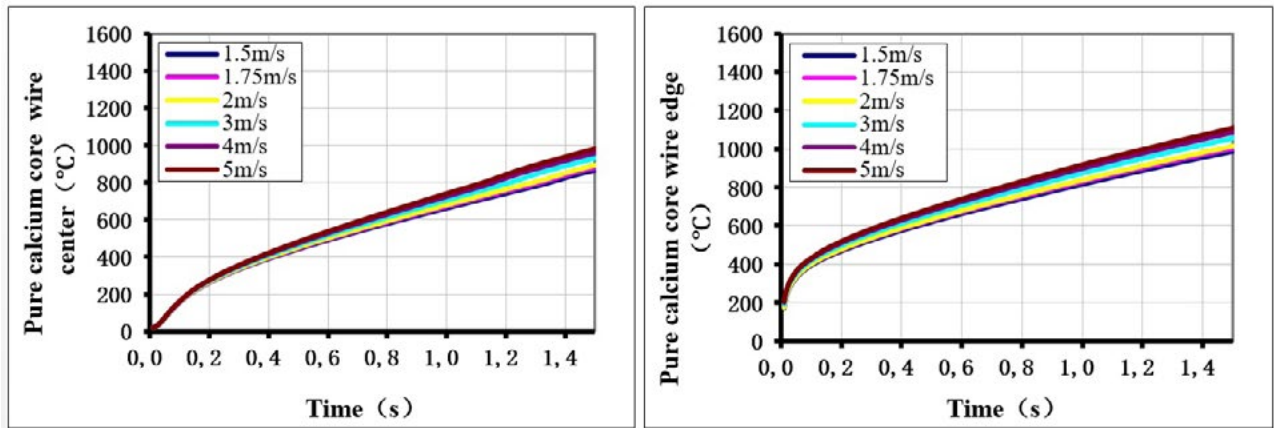 Pure calcium core wire
center (℃)
1600
1400
1200
1000
800
600
400
200
0
1.5m/s
1.75m/s
2m/s
3m/s
4m/s
5m/s
0,0 0,2 0,4 0,6 0,8 1,0 1,2 1,4
Time (s)
Pure calcium core wire edge
(℃)
1600
1400
1200
1000
800
600
400
200
0
1.5m/s
1.75m/s
2m/s
3m/s
4m/s
5m/s
0,0 0,2 0,4 0,6 0,8 1,0 1,2 1,4
Time (s)